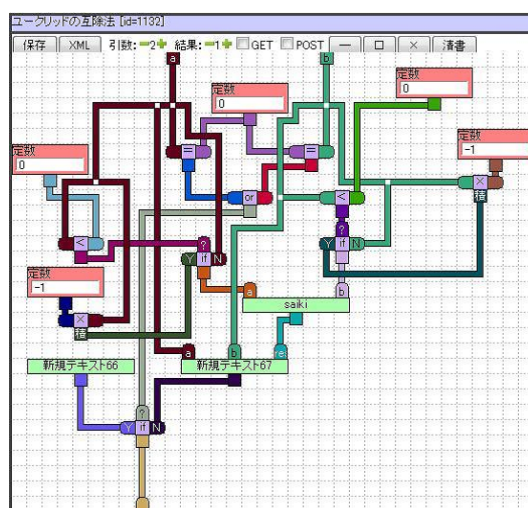 ユークリッドの互除法 [id=1132]
保存 XML 引数: 2 結果: 1 GET POST — □ × 清書
a b
定数
0
定数
0
定数
-1
定数
0
= =
or <
×
積
< ? Y if N
? Y if N
定数
-1
×
積
a b
saiki
新規テキスト66
a b ret
新規テキスト67
?
Y if N